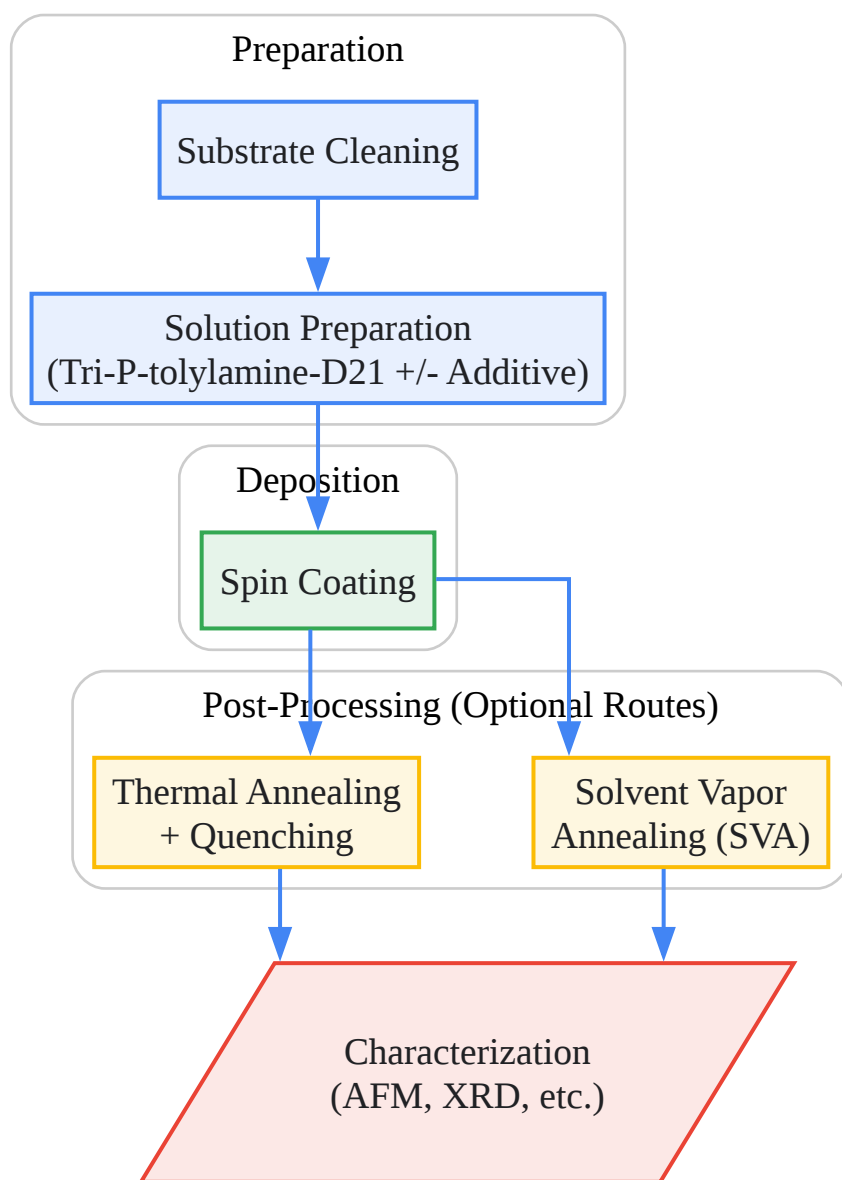 Preparation
Substrate Cleaning
Solution Preparation
(Tri-P-tolylamine-D21 +/- Additive)
Deposition
Spin Coating
Post-Processing (Optional Routes)
Thermal Annealing
+ Quenching
Solvent Vapor
Annealing (SVA)
Characterization
(AFM, XRD, etc.)